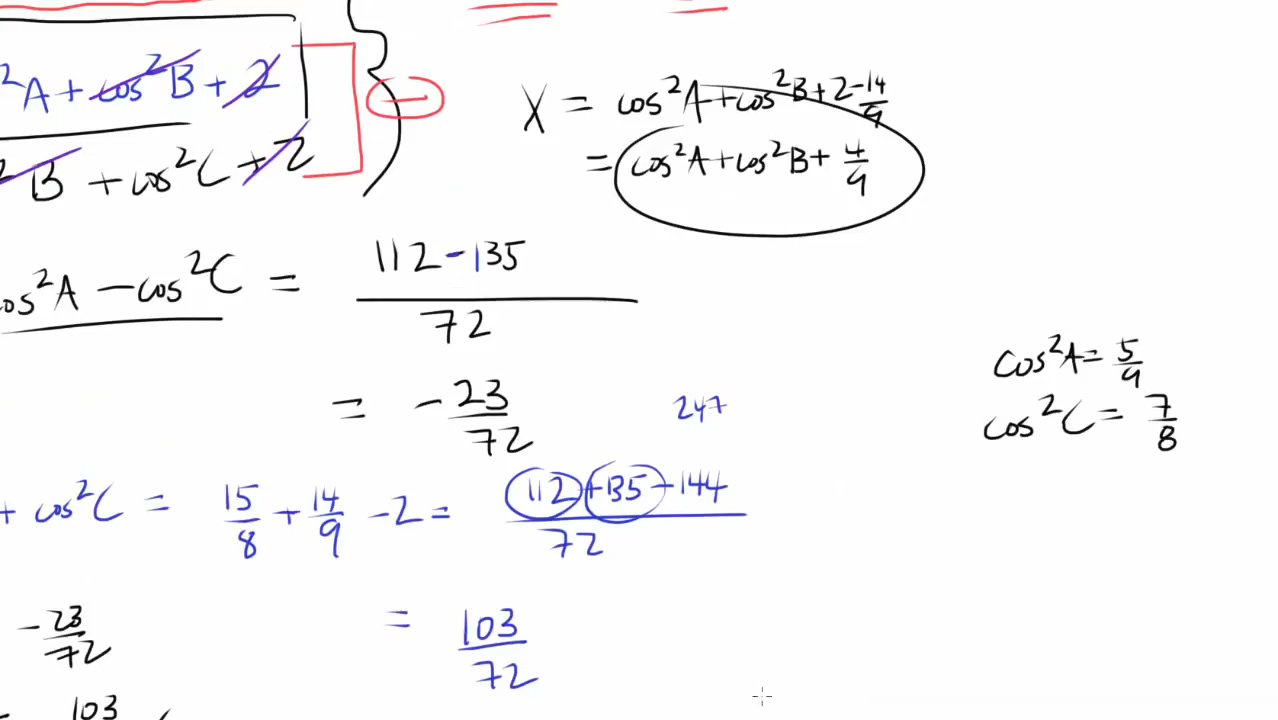 ²A + cos²B + 2
²B + cos²C + 2
X = cos²A + cos²B + 2 - 14/9
= cos²A + cos²B + 4/9
cos²A - cos²C = (112 - 135)/72
= -23/72
247
cos²A = 5/9
cos²C = 7/8
+ cos²C = 15/8 + 14/9 - 2 = (112 + 135 - 144)/72
= 103/72
-23/72
= 103